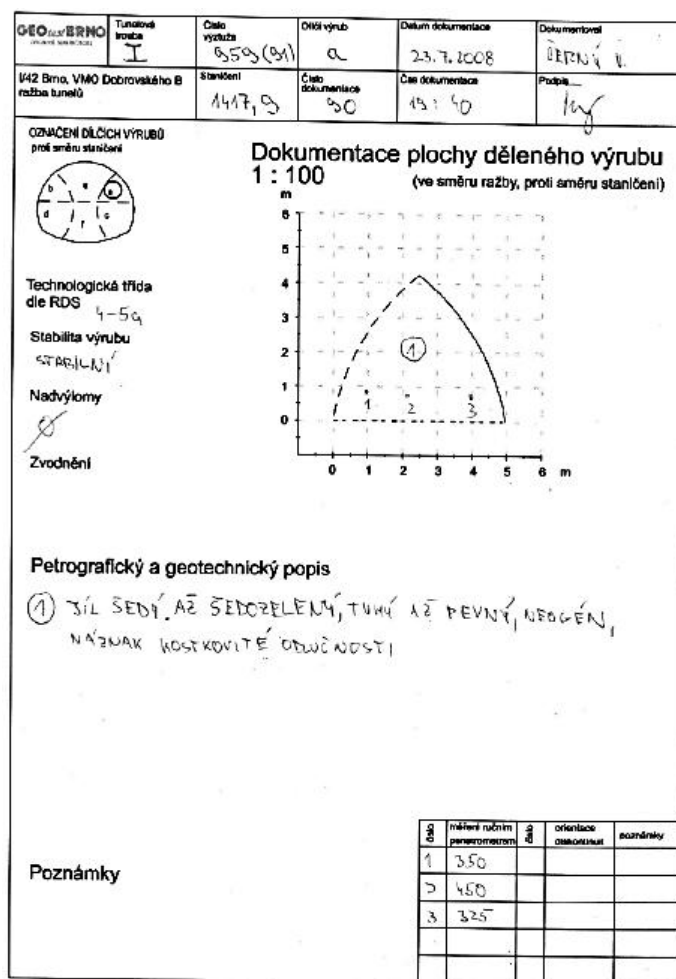 GEOtest BRNO
Tunelová trouba
I
Číslo výztuže
959 (91)
Dílčí výrub
a
Datum dokumentace
23.7.2008
Dokumentoval
ČERNÝ V.
I/42 Brno, VMO Dobrovského B
ražba tunelů
Staničení
1417,9
Číslo dokumentace
90
Čas dokumentace
19:40
Podpis
OZNAČENÍ DÍLČÍCH VÝRUBŮ
proti směru staničení
b e a
d f c
Dokumentace plochy děleného výrubu
1 : 100
(ve směru ražby, proti směru staničení)
m
6
5
4
3
2
1
0
1
1 2 3
0 1 2 3 4 5 6 m
Technologická třída
dle RDS
4-5a
Stabilita výrubu
STABILNÍ
Nadvýlomy
Ø
Zvodnění
Petrografický a geotechnický popis
1 JÍL ŠEDÝ AŽ ŠEDOZELENÝ, TUHÝ AŽ PEVNÝ, NEOGÉN,
NÁZNAK KOSTKOVITÉ ODLUČNOSTI
číslo měření ručním penetrometrem číslo orientace diskontinuit poznámky
1 350
2 450
3 325
Poznámky